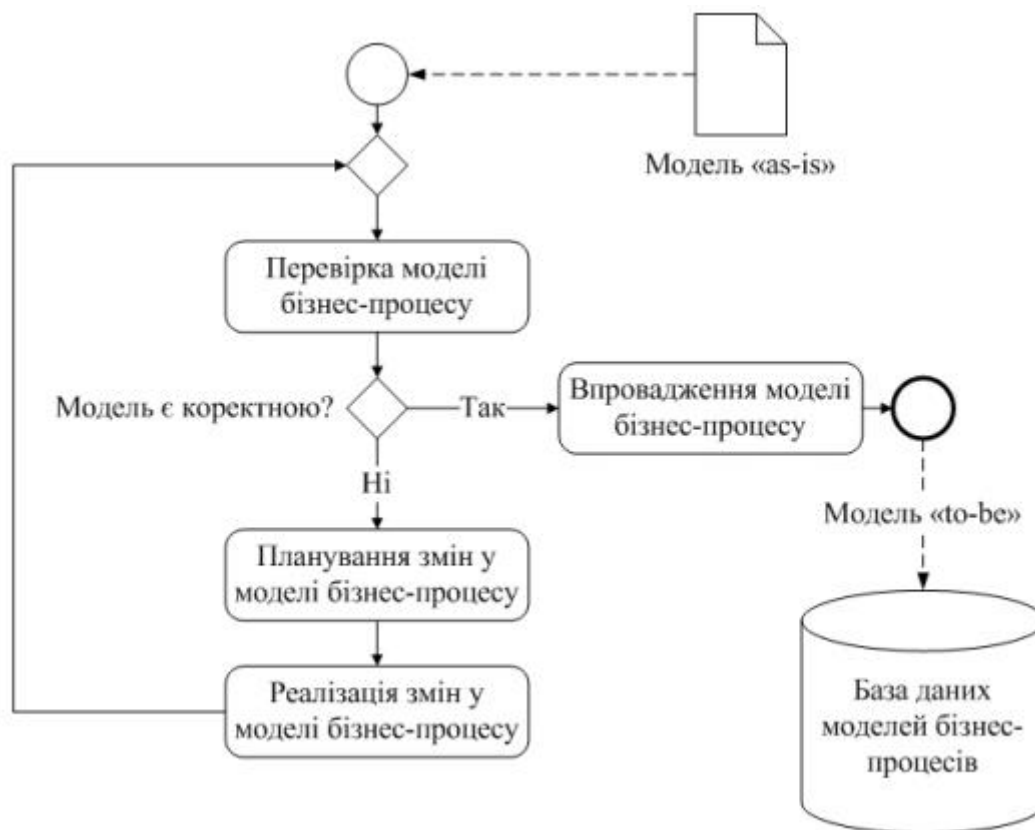 Модель «as-is»
Перевірка моделі
бізнес-процесу
Модель є коректною?
Так
Впровадження моделі
бізнес-процесу
Ні
Модель «to-be»
Планування змін у
моделі бізнес-процесу
Реалізація змін у
моделі бізнес-процесу
База даних
моделей бізнес-
процесів